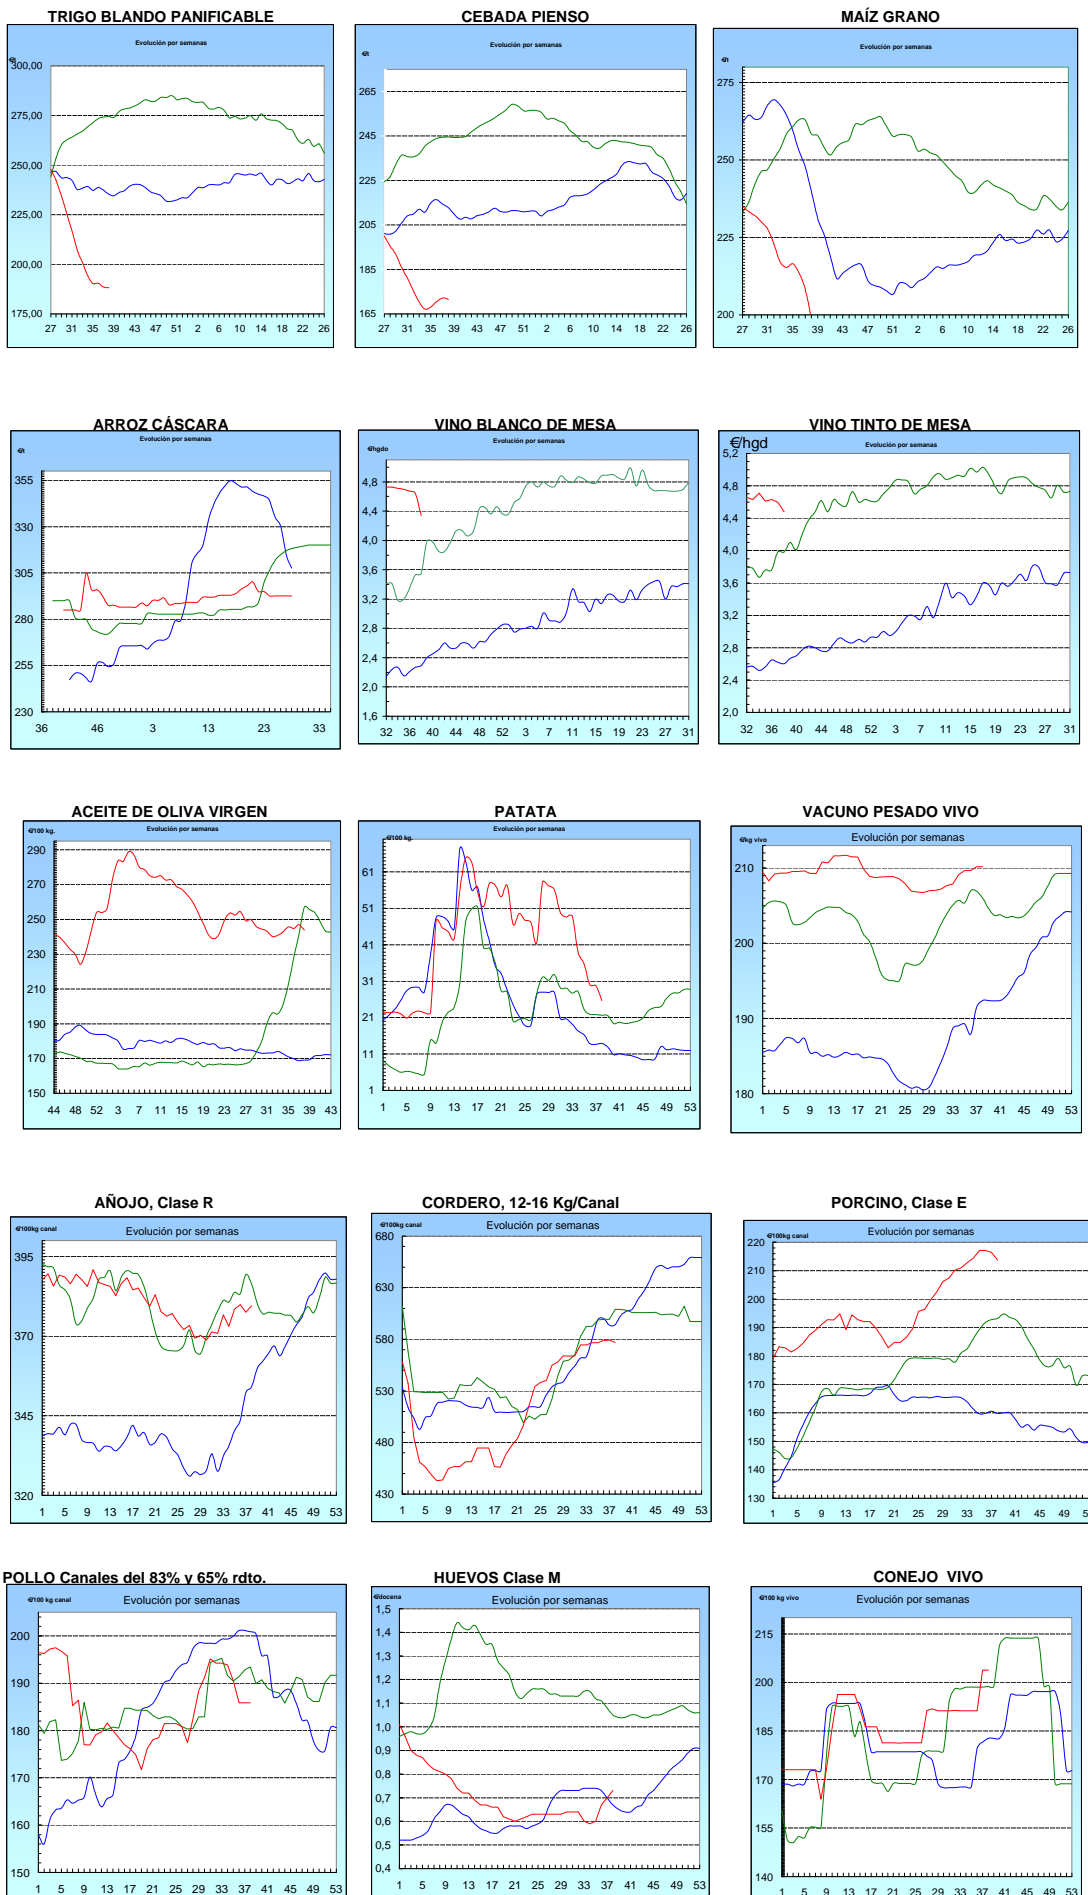 TRIGO BLANDO PANIFICABLE
Evolución por semanas
€/t
300,00
275,00
250,00
225,00
200,00
175,00
27 31 35 39 43 47 51 2 6 10 14 18 22 26
CEBADA PIENSO
Evolución por semanas
€/t
265
245
225
205
185
165
27 31 35 39 43 47 51 2 6 10 14 18 22 26
MAÍZ GRANO
Evolución por semanas
€/t
275
250
225
200
27 31 35 39 43 47 51 2 6 10 14 18 22 26
ARROZ CÁSCARA
Evolución por semanas
€/t
355
330
305
280
255
230
36 46 3 13 23 33
VINO BLANCO DE MESA
Evolución por semanas
€/hgdo
4,8
4,4
4,0
3,6
3,2
2,8
2,4
2,0
1,6
32 36 40 44 48 52 3 7 11 15 19 23 27 31
VINO TINTO DE MESA
€/hgd
Evolución por semanas
5,2
4,8
4,4
4,0
3,6
3,2
2,8
2,4
2,0
32 36 40 44 48 52 3 7 11 15 19 23 27 31
ACEITE DE OLIVA VIRGEN
€/100 kg.
Evolución por semanas
290
270
250
230
210
190
170
150
44 48 52 3 7 11 15 19 23 27 31 35 39 43
PATATA
Evolución por semanas
€/100 kg.
61
51
41
31
21
11
1
1 5 9 13 17 21 25 29 33 37 41 45 49 53
VACUNO PESADO VIVO
€/kg vivo
Evolución por semanas
210
200
190
180
1 5 9 13 17 21 25 29 33 37 41 45 49 53
AÑOJO, Clase R
€/100kg canal
Evolución por semanas
395
370
345
320
1 5 9 13 17 21 25 29 33 37 41 45 49 53
CORDERO, 12-16 Kg/Canal
€/100kg canal
Evolución por semanas
680
630
580
530
480
430
1 5 9 13 17 21 25 29 33 37 41 45 49 53
PORCINO, Clase E
€/100kg canal
Evolución por semanas
220
210
200
190
180
170
160
150
140
130
1 5 9 13 17 21 25 29 33 37 41 45 49
POLLO Canales del 83% y 65% rdto.
€/100 kg canal
Evolución por semanas
200
190
180
170
160
150
1 5 9 13 17 21 25 29 33 37 41 45 49 53
HUEVOS Clase M
€/docena
Evolución por semanas
1,5
1,4
1,3
1,2
1,1
1,0
0,9
0,8
0,7
0,6
0,5
0,4
1 5 9 13 17 21 25 29 33 37 41 45 49 53
CONEJO VIVO
€/100 kg vivo
Evolución por semanas
215
200
185
170
155
140
1 5 9 13 17 21 25 29 33 37 41 45 49 53